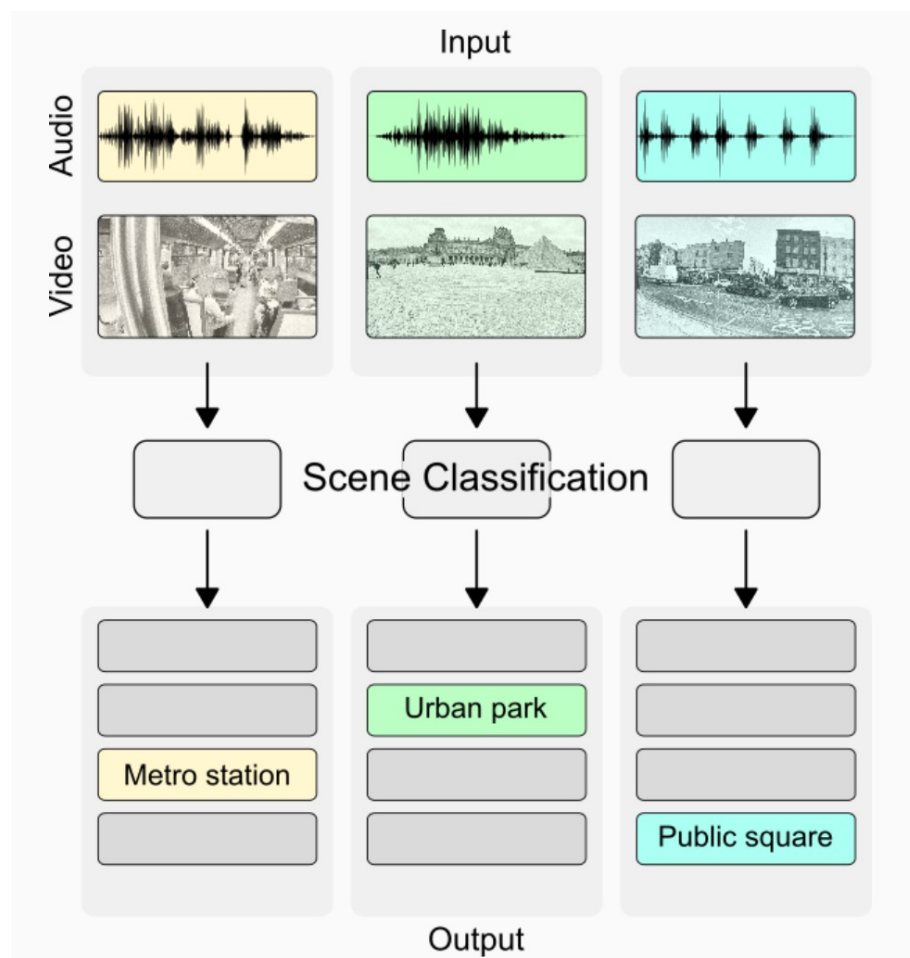 Input
Audio
Video
Scene Classification
Urban park
Metro station
Public square
Output